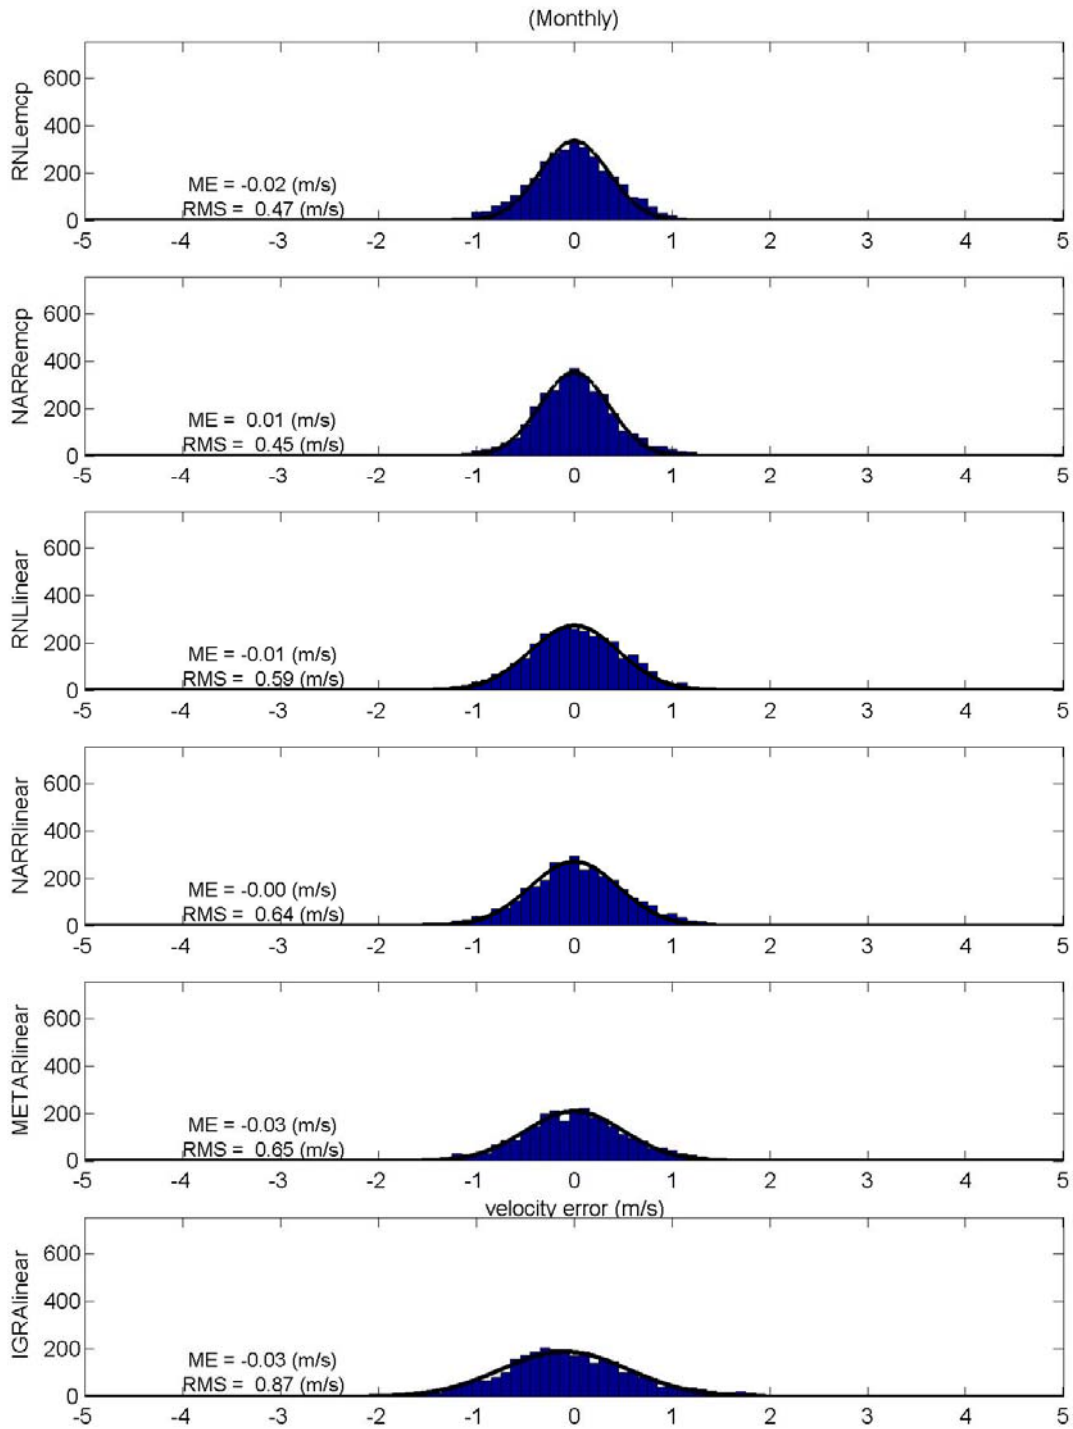 (Monthly)
RNLemcp
600
400
200
0
ME = -0.02 (m/s)
RMS = 0.47 (m/s)
-5 -4 -3 -2 -1 0 1 2 3 4 5
NARRemcp
600
400
200
0
ME = 0.01 (m/s)
RMS = 0.45 (m/s)
-5 -4 -3 -2 -1 0 1 2 3 4 5
RNLlinear
600
400
200
0
ME = -0.01 (m/s)
RMS = 0.59 (m/s)
-5 -4 -3 -2 -1 0 1 2 3 4 5
NARRlinear
600
400
200
0
ME = -0.00 (m/s)
RMS = 0.64 (m/s)
-5 -4 -3 -2 -1 0 1 2 3 4 5
METARlinear
600
400
200
0
ME = -0.03 (m/s)
RMS = 0.65 (m/s)
-5 -4 -3 -2 -1 0 1 2 3 4 5
velocity error (m/s)
IGRAlinear
600
400
200
0
ME = -0.03 (m/s)
RMS = 0.87 (m/s)
-5 -4 -3 -2 -1 0 1 2 3 4 5